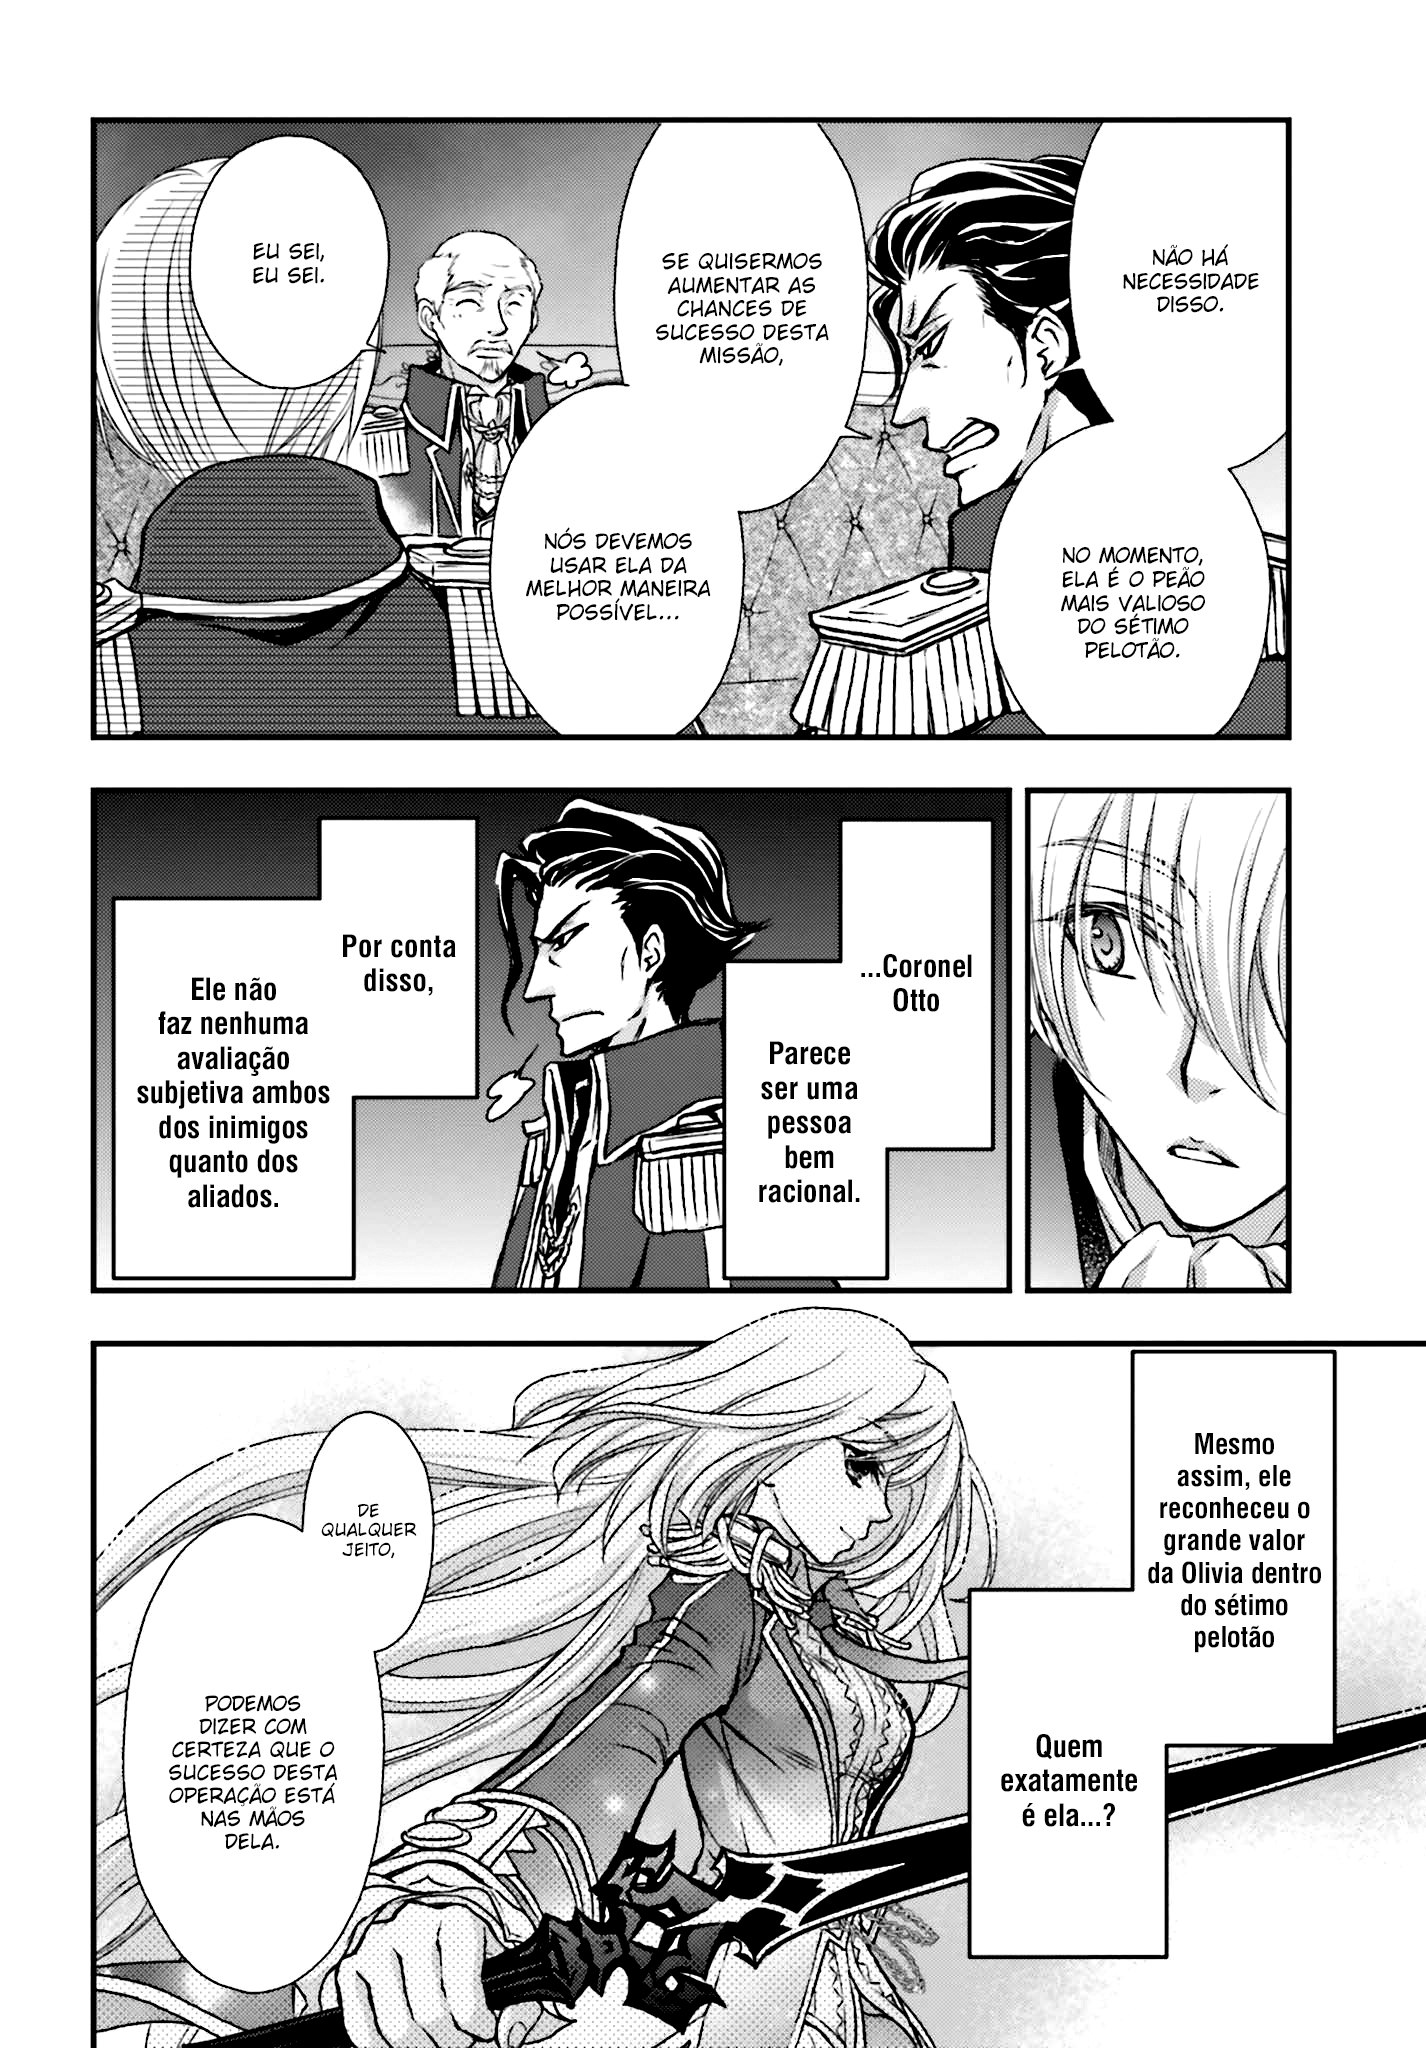 NÃO HÁ
NECESSIDADE
DISSO.
NO MOMENTO,
ELA É O PEÃO
MAIS VALIOSO
DO SÉTIMO
PELOTÃO.
SE QUISERMOS
AUMENTAR AS
CHANCES DE
SUCESSO DESTA
MISSÃO,
NÓS DEVEMOS
USAR ELA DA
MELHOR MANEIRA
POSSÍVEL...
EU SEI,
EU SEI.
...Coronel
Otto
Parece
ser uma
pessoa
bem
racional.
Por conta
disso,
Ele não
faz nenhuma
avaliação
subjetiva ambos
dos inimigos
quanto dos
aliados.
Mesmo
assim, ele
reconheceu o
grande valor
da Olivia dentro
do sétimo
pelotão
Quem
exatamente
é ela...?
DE
QUALQUER
JEITO,
PODEMOS
DIZER COM
CERTEZA QUE O
SUCESSO DESTA
OPERAÇÃO ESTÁ
NAS MÃOS
DELA.